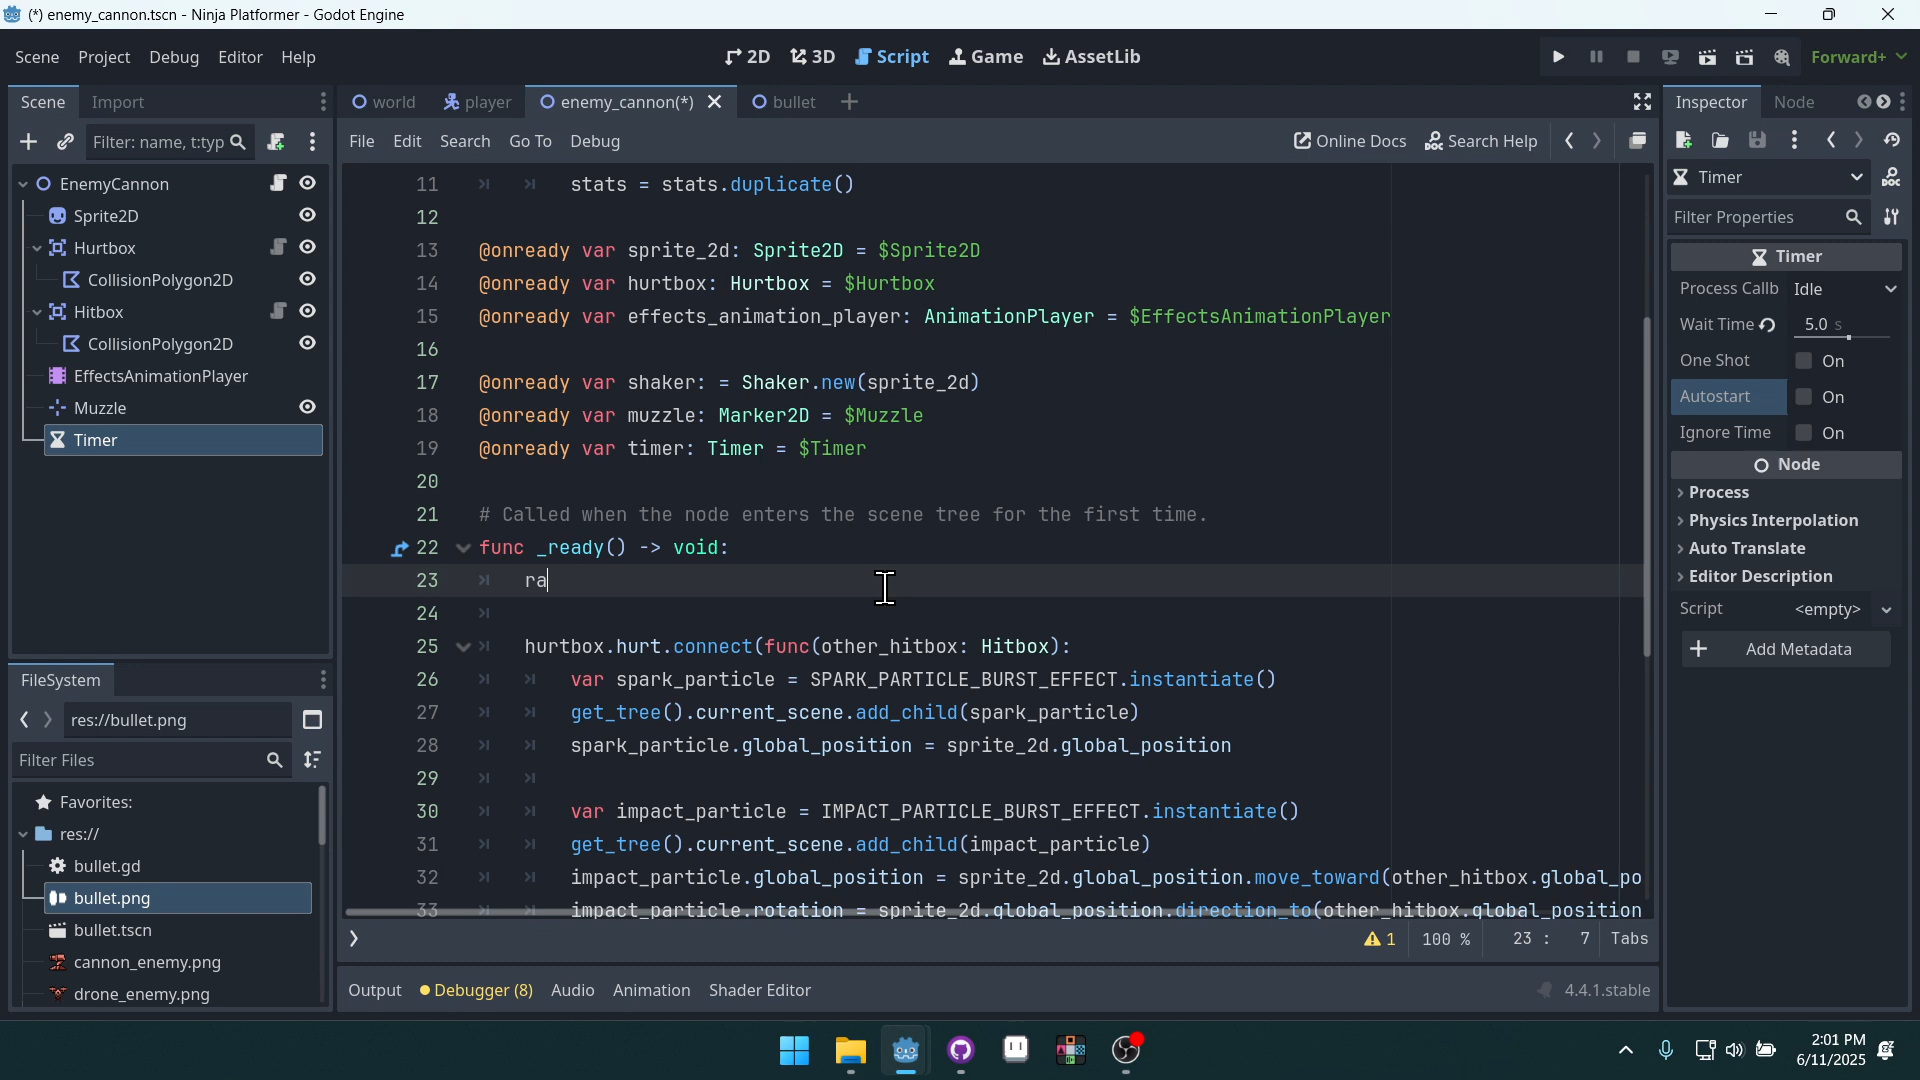 (*) enemy_cannon.tscn - Ninja Platformer - Godot Engine
Scene Project Debug Editor Help
2D 3D Script Game AssetLib
Forward+
Scene Import
world player enemy_cannon(*) bullet
Inspector Node
Filter: name, t:typ
File Edit Search Go To Debug
Online Docs Search Help
EnemyCannon
Sprite2D
Hurtbox
CollisionPolygon2D
Hitbox
CollisionPolygon2D
EffectsAnimationPlayer
Muzzle
Timer
11 stats = stats.duplicate()
12
13 @onready var sprite_2d: Sprite2D = $Sprite2D
14 @onready var hurtbox: Hurtbox = $Hurtbox
15 @onready var effects_animation_player: AnimationPlayer = $EffectsAnimationPlayer
16
17 @onready var shaker: = Shaker.new(sprite_2d)
18 @onready var muzzle: Marker2D = $Muzzle
19 @onready var timer: Timer = $Timer
20
21 # Called when the node enters the scene tree for the first time.
22 func _ready() -> void:
23 ra
24
25 hurtbox.hurt.connect(func(other_hitbox: Hitbox):
26 var spark_particle = SPARK_PARTICLE_BURST_EFFECT.instantiate()
27 get_tree().current_scene.add_child(spark_particle)
28 spark_particle.global_position = sprite_2d.global_position
29
30 var impact_particle = IMPACT_PARTICLE_BURST_EFFECT.instantiate()
31 get_tree().current_scene.add_child(impact_particle)
32 impact_particle.global_position = sprite_2d.global_position.move_toward(other_hitbox.global_po
33 impact_particle.rotation = sprite_2d.global_position.direction_to(other_hitbox.global_position
1 100 % 23 : 7 Tabs
Output Debugger (8) Audio Animation Shader Editor
4.4.1.stable
Timer
Filter Properties
Timer
Process Callb Idle
Wait Time 5.0 s
One Shot On
Autostart On
Ignore Time On
Node
Process
Physics Interpolation
Auto Translate
Editor Description
Script <empty>
Add Metadata
FileSystem
res://bullet.png
Filter Files
Favorites:
res://
bullet.gd
bullet.png
bullet.tscn
cannon_enemy.png
drone_enemy.png
2:01 PM
6/11/2025